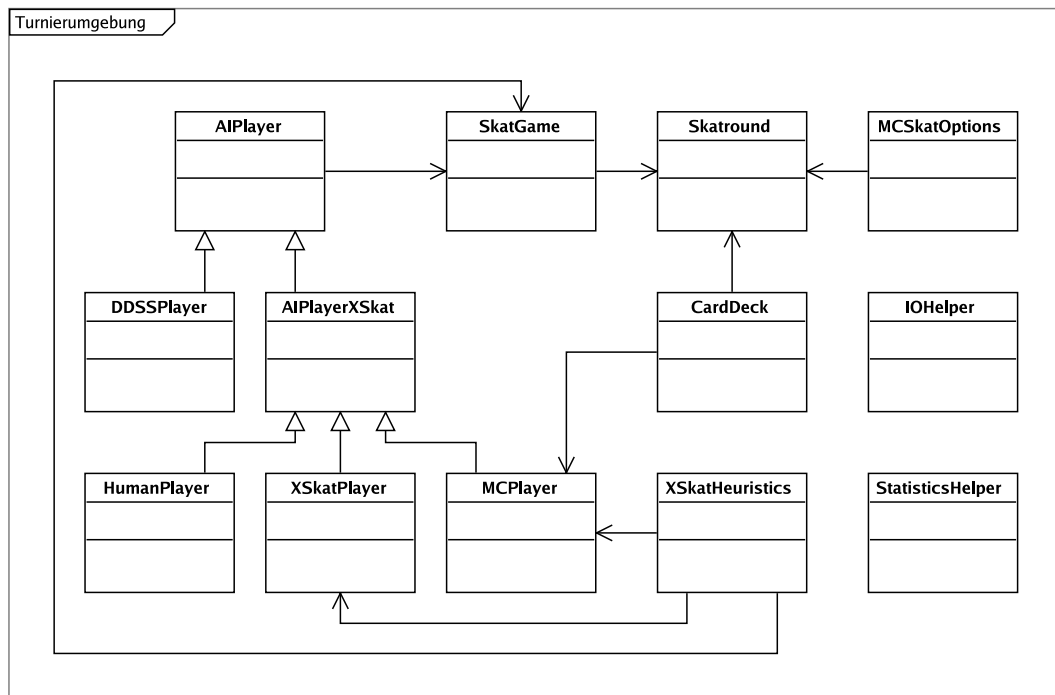 Turnierumgebung
AIPlayer
SkatGame
Skatround
MCSkatOptions
DDSSPlayer
AIPlayerXSkat
CardDeck
IOHelper
HumanPlayer
XSkatPlayer
MCPlayer
XSkatHeuristics
StatisticsHelper